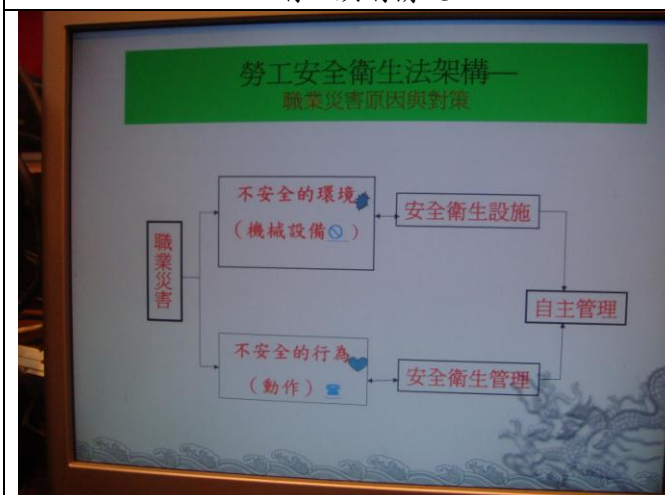 勞工安全衛生法架構—
職業災害原因與對策
不安全的環境
(機械設備)
安全衛生設施
職業災害
自主管理
不安全的行為
(動作)
安全衛生管理